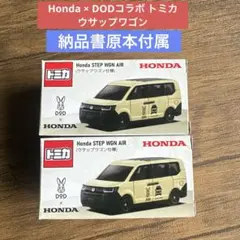 Honda × DODコラボ トミカ
ウサップワゴン
納品書原本付属
トミカ
Honda STEP WGN AIR
(ウサップワゴン仕様)
HONDA
DOD
×
HONDA
トミカ
Honda STEP WGN AIR
(ウサップワゴン仕様)
HONDA
DOD
×
HONDA